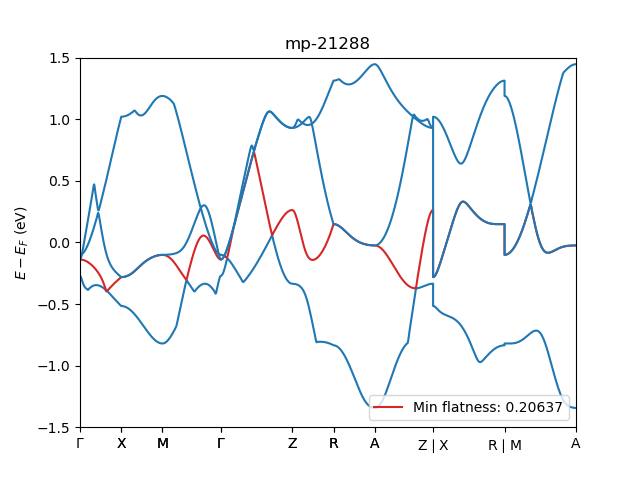 mp-21288
E − E_F (eV)
1.5
1.0
0.5
0.0
−0.5
−1.0
−1.5
Min flatness: 0.20637
Γ X M Γ Z R A Z | X R | M A